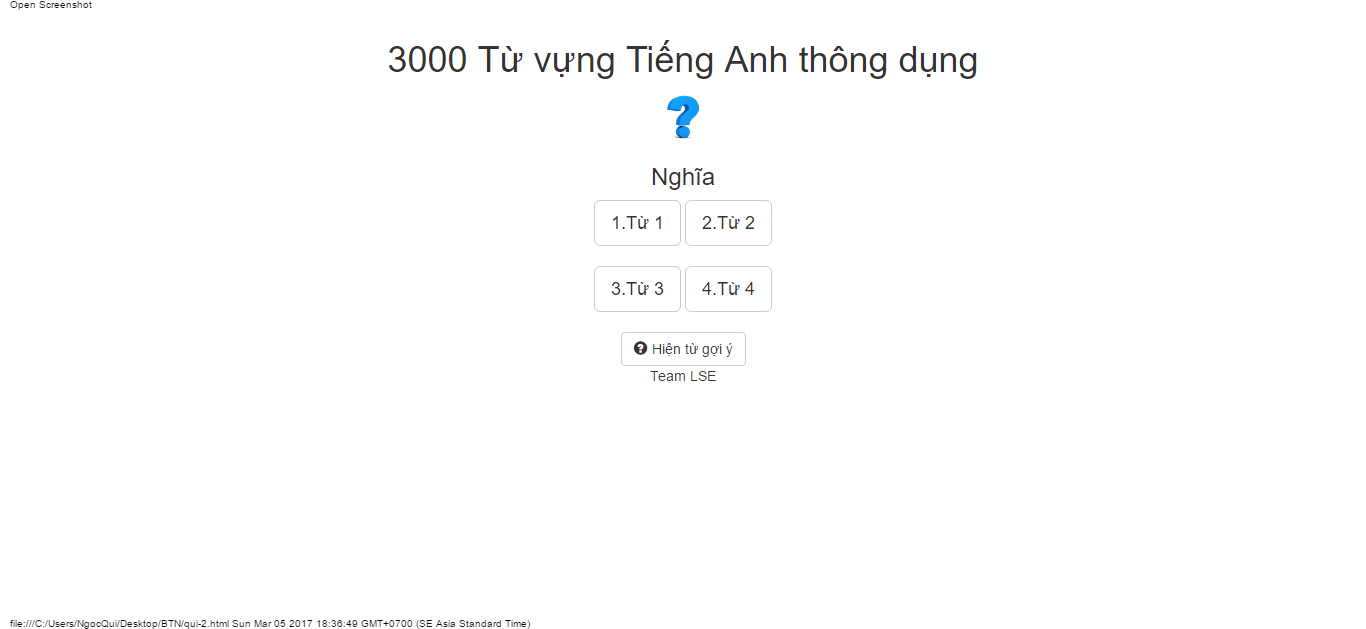 Open Screenshot
3000 Từ vựng Tiếng Anh thông dụng
Nghĩa
1.Từ 1 2.Từ 2
3.Từ 3 4.Từ 4
Hiện từ gợi ý
Team LSE
file:///C:/Users/NgocQui/Desktop/BTN/qui-2.html Sun Mar 05 2017 18:36:49 GMT+0700 (SE Asia Standard Time)